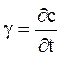 γ = ∂c/∂t